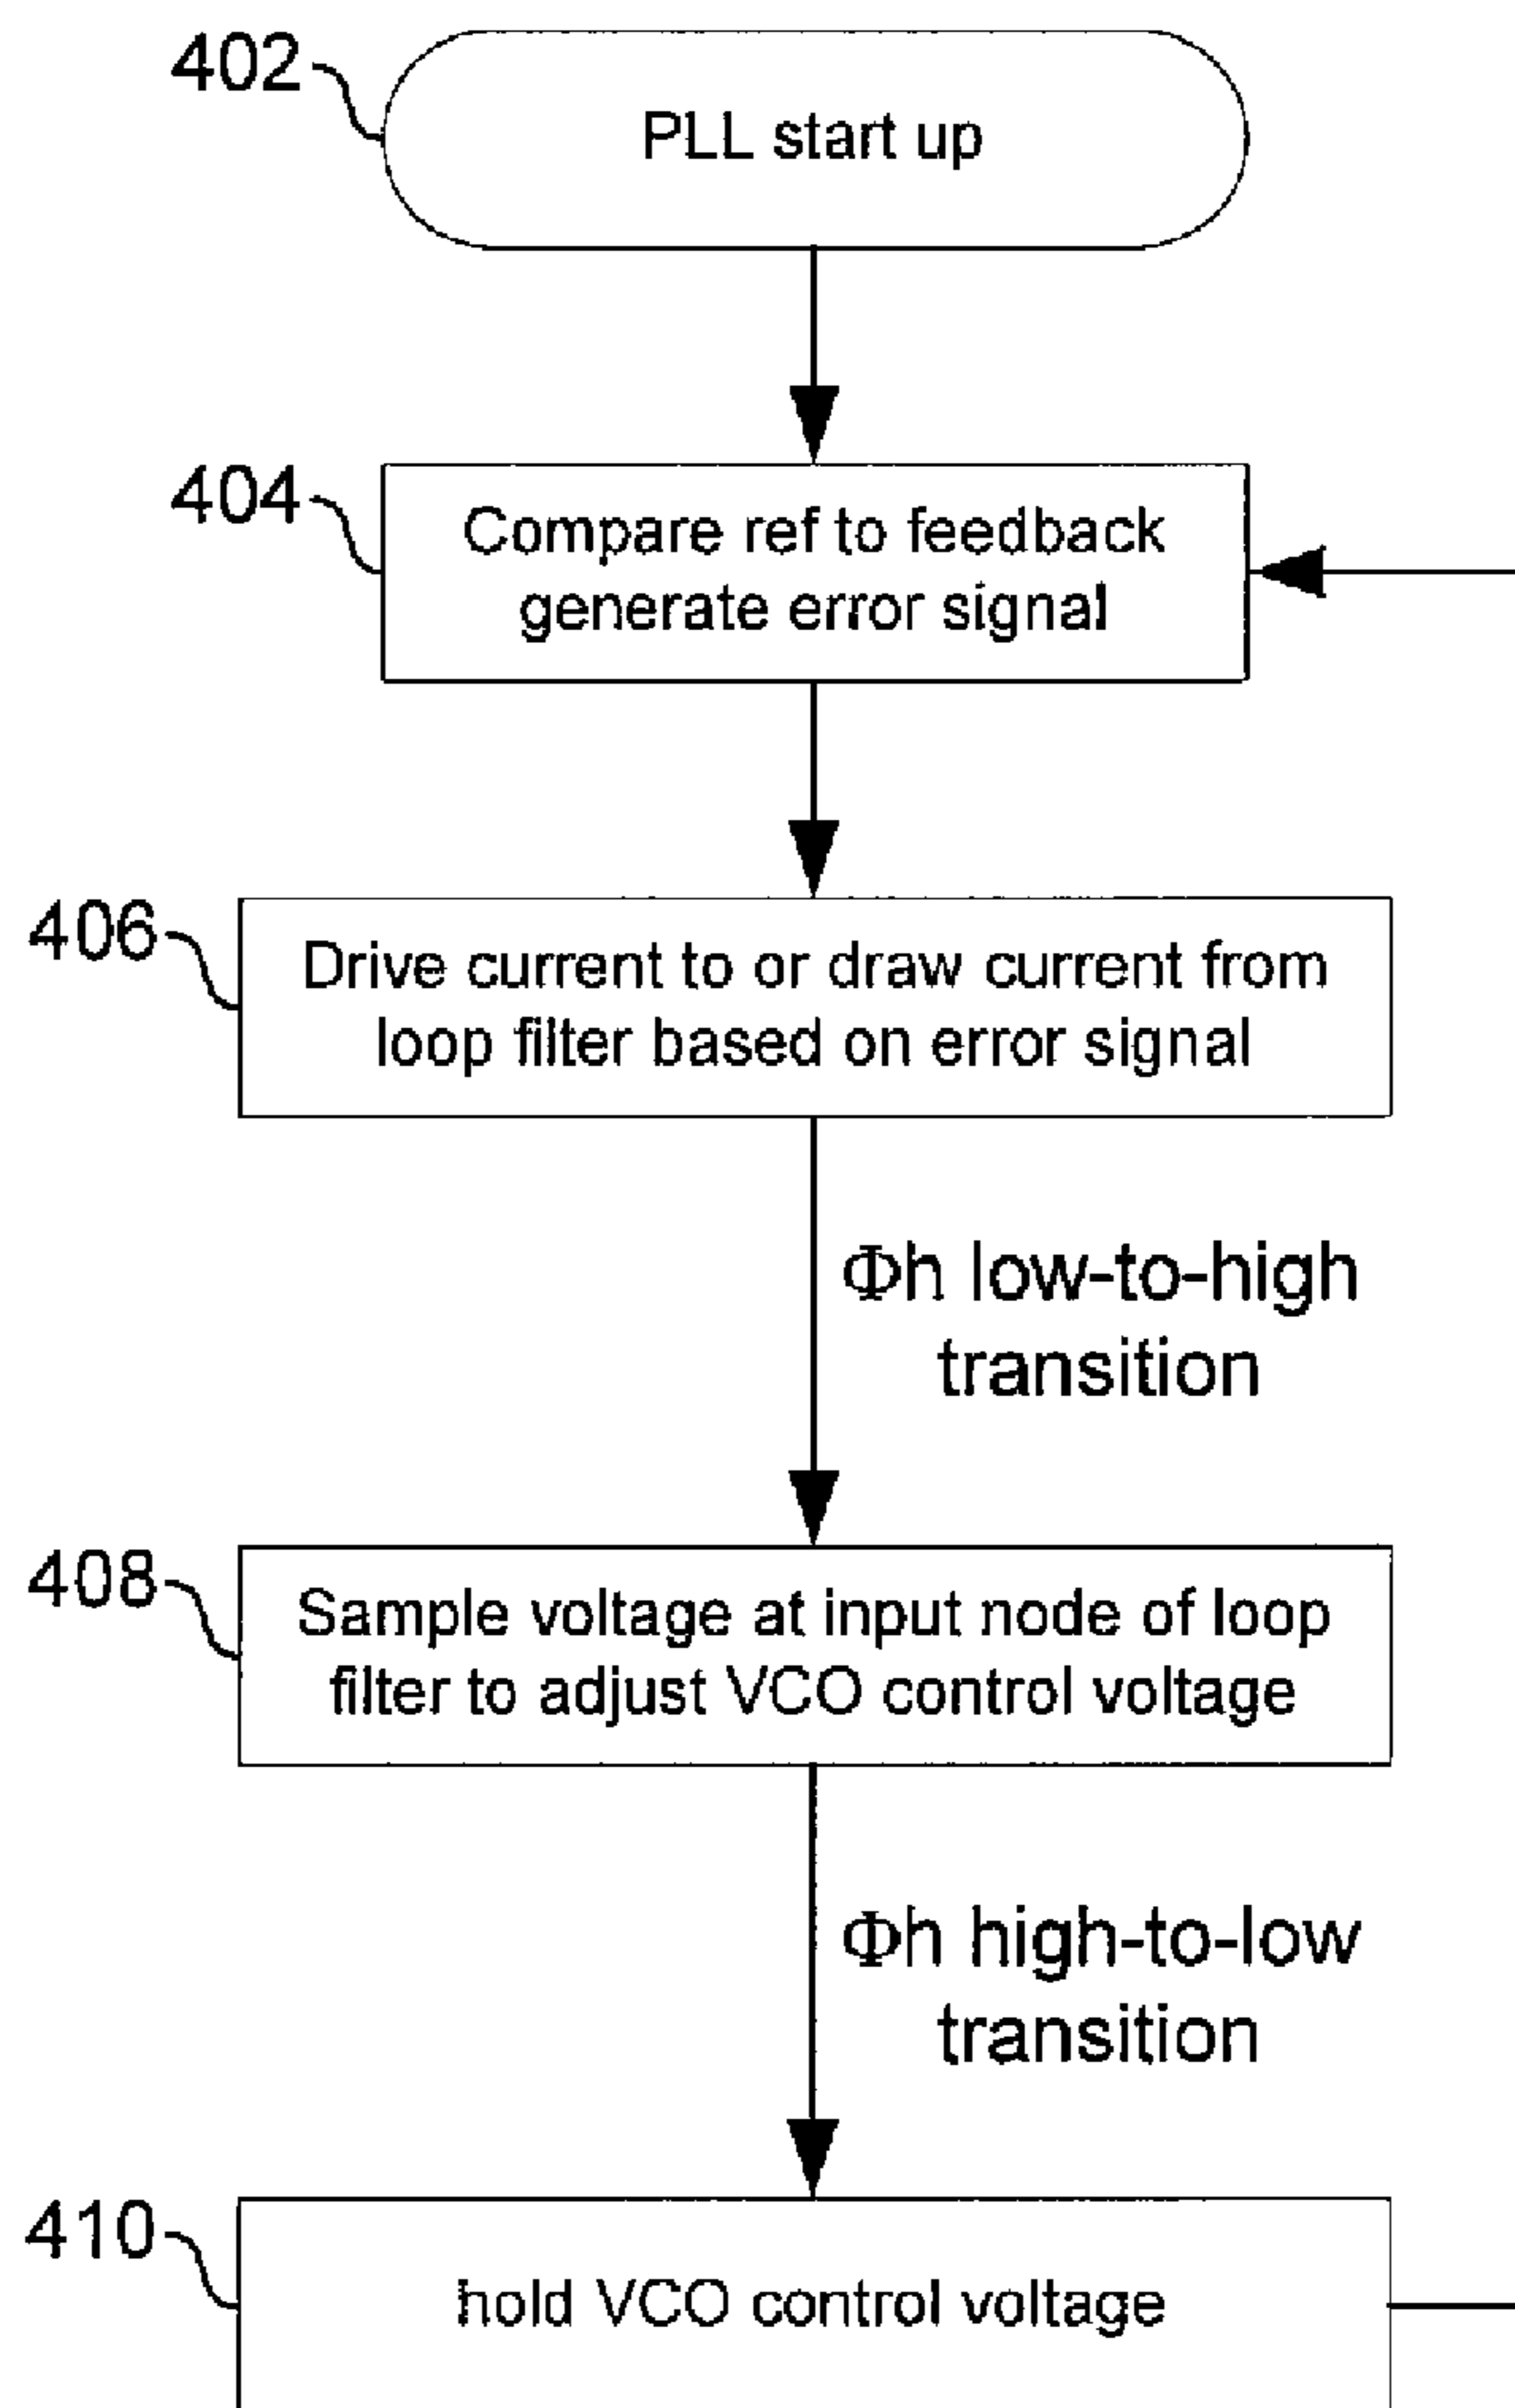 402
PLL start up
404
Compare ref to feedback
generate error signal
406
Drive current to or draw current from
loop filter based on error signal
Φh low-to-high
transition
408
Sample voltage at input node of loop
filter to adjust VCO control voltage
Φh high-to-low
transition
410
hold VCO control voltage